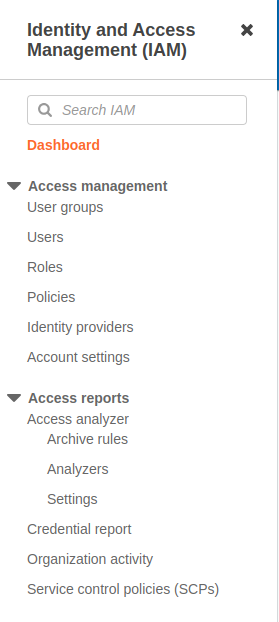 Identity and Access
Management (IAM)
Search IAM
Dashboard
Access management
User groups
Users
Roles
Policies
Identity providers
Account settings
Access reports
Access analyzer
Archive rules
Analyzers
Settings
Credential report
Organization activity
Service control policies (SCPs)